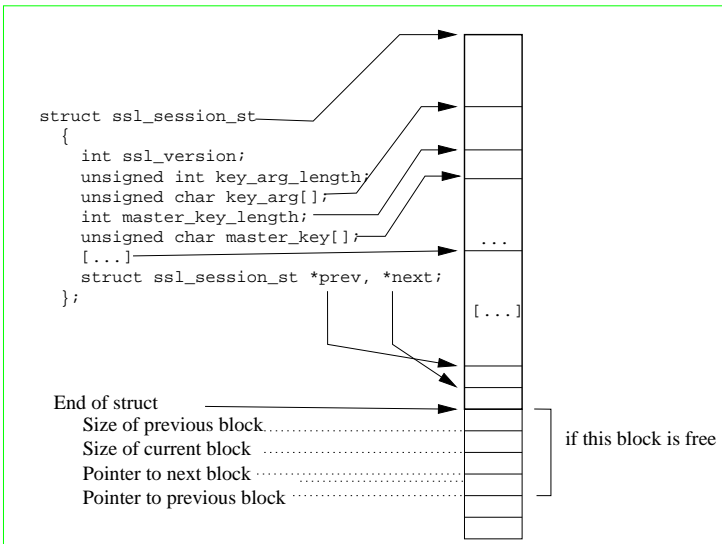 struct ssl_session_st
{
int ssl_version;
unsigned int key_arg_length;
unsigned char key_arg[];
int master_key_length;
unsigned char master_key[];
[...]
struct ssl_session_st *prev, *next;
};
...
[...]
End of struct
Size of previous block
Size of current block
Pointer to next block
Pointer to previous block
if this block is free